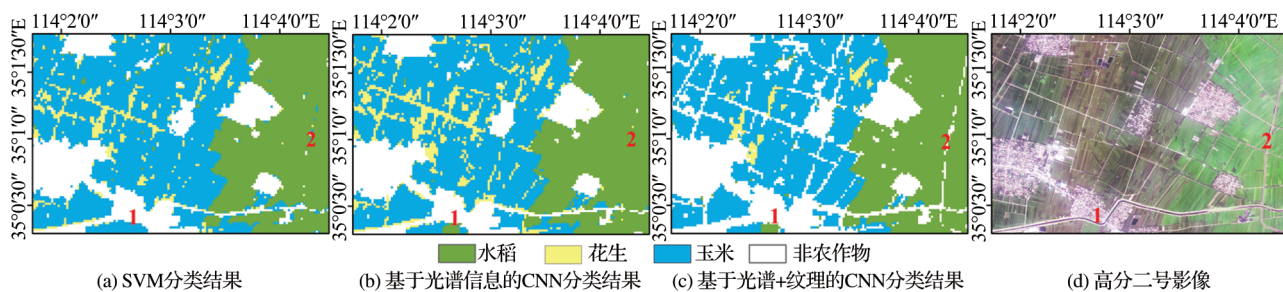 114°2′0″ 114°3′0″ 114°4′0″ 114°2′0″ 114°3′0″ 114°4′0″ 114°2′0″ 114°3′0″ 114°4′0″ 114°2′0″ 114°3′0″ 114°4′0″
35°1′30″E 35°1′30″E 35°1′30″E 35°1′30″E
35°1′0″ 35°1′0″ 35°1′0″ 35°1′0″
2 2 2 2
35°0′30″ 35°0′30″ 35°0′30″ 35°0′30″
1 1 1 1
水稻 花生 玉米 非农作物
(a) SVM分类结果 (b) 基于光谱信息的CNN分类结果 (c) 基于光谱+纹理的CNN分类结果 (d) 高分二号影像